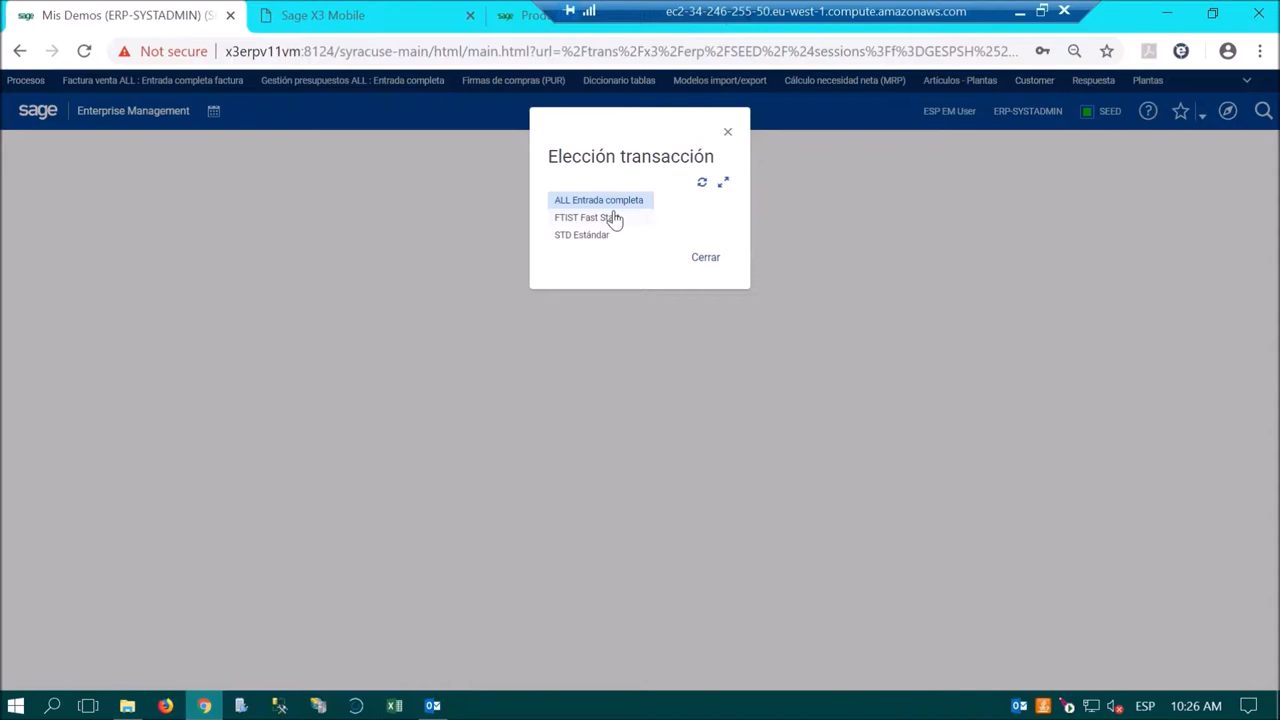 Mis Demos (ERP-SYSTADMIN) (S
Sage X3 Mobile
Produ
ec2-34-246-255-50.eu-west-1.compute.amazonaws.com
Not secure
x3erpv11vm:8124/syracuse-main/html/main.html?url=%2Ftrans%2Fx3%2Ferp%2FSEED%2F%24sessions%3Ff%3DGESPSH%252...
Procesos
Factura venta ALL : Entrada completa factura
Gestión presupuestos ALL : Entrada completa
Firmas de compras (PUR)
Diccionario tablas
Modelos import/export
Cálculo necesidad neta (MRP)
Artículos - Plantas
Customer
Respuesta
Plantas
sage
Enterprise Management
ESP EM User
ERP-SYSTADMIN
SEED
Elección transacción
ALL Entrada completa
FTIST Fast
STD Estándar
Cerrar
ESP
10:26 AM